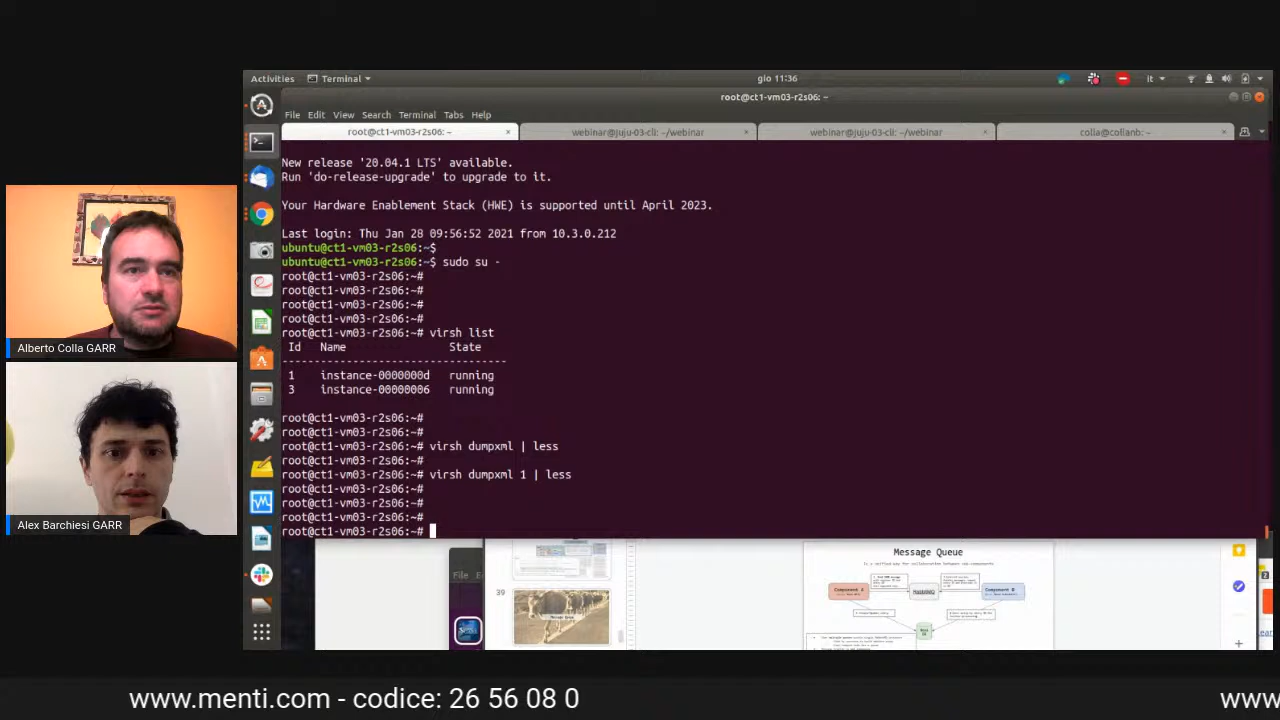 Activities
Terminal
gio 11:36
it
root@ct1-vm03-r2s06: ~
File Edit View Search Terminal Tabs Help
root@ct1-vm03-r2s06: ~
webinar@juju-03-cli: ~/webinar
webinar@juju-03-cli: ~/webinar
colla@collanb: ~
New release '20.04.1 LTS' available.
Run 'do-release-upgrade' to upgrade to it.
Your Hardware Enablement Stack (HWE) is supported until April 2023.
Last login: Thu Jan 28 09:56:52 2021 from 10.3.0.212
ubuntu@ct1-vm03-r2s06:~$
ubuntu@ct1-vm03-r2s06:~$ sudo su -
root@ct1-vm03-r2s06:~#
root@ct1-vm03-r2s06:~#
root@ct1-vm03-r2s06:~#
root@ct1-vm03-r2s06:~#
root@ct1-vm03-r2s06:~# virsh list
Id Name State
----------------------------------------
1 instance-0000000d running
3 instance-00000006 running
root@ct1-vm03-r2s06:~#
root@ct1-vm03-r2s06:~#
root@ct1-vm03-r2s06:~# virsh dumpxml | less
root@ct1-vm03-r2s06:~#
root@ct1-vm03-r2s06:~# virsh dumpxml 1 | less
root@ct1-vm03-r2s06:~#
root@ct1-vm03-r2s06:~#
root@ct1-vm03-r2s06:~#
root@ct1-vm03-r2s06:~#
Alberto Colla GARR
Alex Barchiesi GARR
File
39
Message Queue
Component A
RabbitMQ
Component B
www.menti.com - codice: 26 56 08 0
www